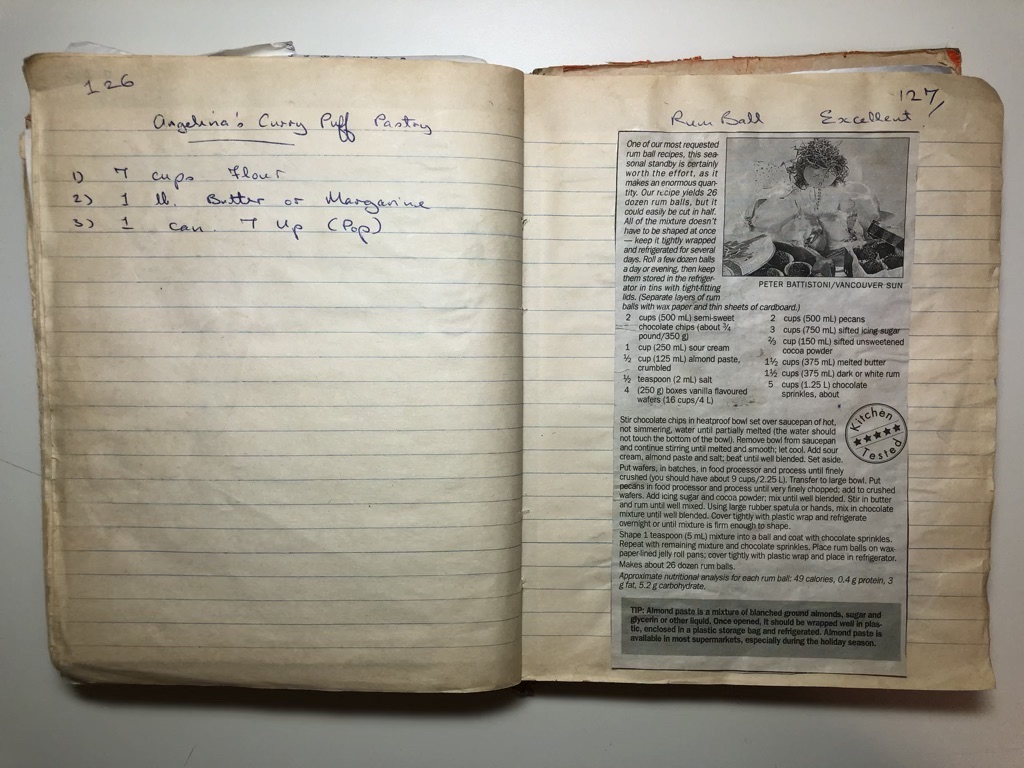 126
Angelina's Curry Puff Pastry
1) 7 cups Flour
2) 1 lb. Butter or Margarine
3) 1 can. 7 Up (Pop)
127
Rum Ball Excellent!
One of our most requested
rum ball recipes, this sea-
sonal standby is certainly
worth the effort, as it
makes an enormous quan-
tity. Our recipe yields 26
dozen rum balls, but it
could easily be cut in half.
All of the mixture doesn't
have to be shaped at once
— keep it tightly wrapped
and refrigerated for several
days. Roll a few dozen balls
a day or evening, then keep
them stored in the refriger-
ator in tins with tight-fitting
lids. (Separate layers of rum
balls with wax paper and thin sheets of cardboard.)
PETER BATTISTONI/VANCOUVER SUN
2 cups (500 mL) semi-sweet
chocolate chips (about ¾
pound/350 g)
1 cup (250 mL) sour cream
½ cup (125 mL) almond paste,
crumbled
½ teaspoon (2 mL) salt
4 (250 g) boxes vanilla flavoured
wafers (16 cups/4 L)
2 cups (500 mL) pecans
3 cups (750 mL) sifted icing sugar
⅔ cup (150 mL) sifted unsweetened
cocoa powder
1½ cups (375 mL) melted butter
1½ cups (375 mL) dark or white rum
5 cups (1.25 L) chocolate
sprinkles, about
Kitchen
Tested
Stir chocolate chips in heatproof bowl set over saucepan of hot,
not simmering, water until partially melted (the water should
not touch the bottom of the bowl). Remove bowl from saucepan
and continue stirring until melted and smooth; let cool. Add sour
cream, almond paste and salt; beat until well blended. Set aside.
Put wafers, in batches, in food processor and process until finely
crushed (you should have about 9 cups/2.25 L). Transfer to large bowl. Put
pecans in food processor and process until very finely chopped; add to crushed
wafers. Add icing sugar and cocoa powder; mix until well blended. Stir in butter
and rum until well mixed. Using large rubber spatula or hands, mix in chocolate
mixture until well blended. Cover tightly with plastic wrap and refrigerate
overnight or until mixture is firm enough to shape.
Shape 1 teaspoon (5 mL) mixture into a ball and coat with chocolate sprinkles.
Repeat with remaining mixture and chocolate sprinkles. Place rum balls on wax-
paper-lined jelly roll pans; cover tightly with plastic wrap and place in refrigerator.
Makes about 26 dozen rum balls.
Approximate nutritional analysis for each rum ball: 49 calories, 0.4 g protein, 3
g fat, 5.2 g carbohydrate.
TIP: Almond paste is a mixture of blanched ground almonds, sugar and
glycerin or other liquid. Once opened, it should be wrapped well in plas-
tic, enclosed in a plastic storage bag and refrigerated. Almond paste is
available in most supermarkets, especially during the holiday season.